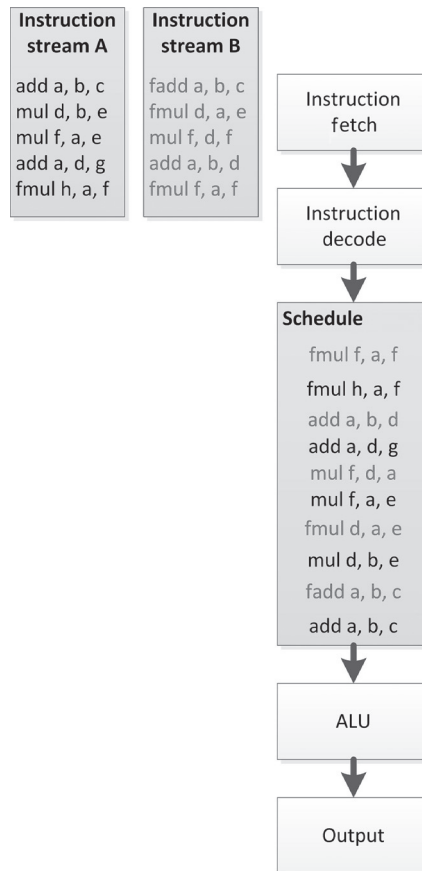 Instruction
stream A
add a, b, c
mul d, b, e
mul f, a, e
add a, d, g
fmul h, a, f
Instruction
stream B
fadd a, b, c
fmul d, a, e
mul f, d, f
add a, b, d
fmul f, a, f
Instruction
fetch
Instruction
decode
Schedule
fmul f, a, f
fmul h, a, f
add a, b, d
add a, d, g
mul f, d, a
mul f, a, e
fmul d, a, e
mul d, b, e
fadd a, b, c
add a, b, c
ALU
Output